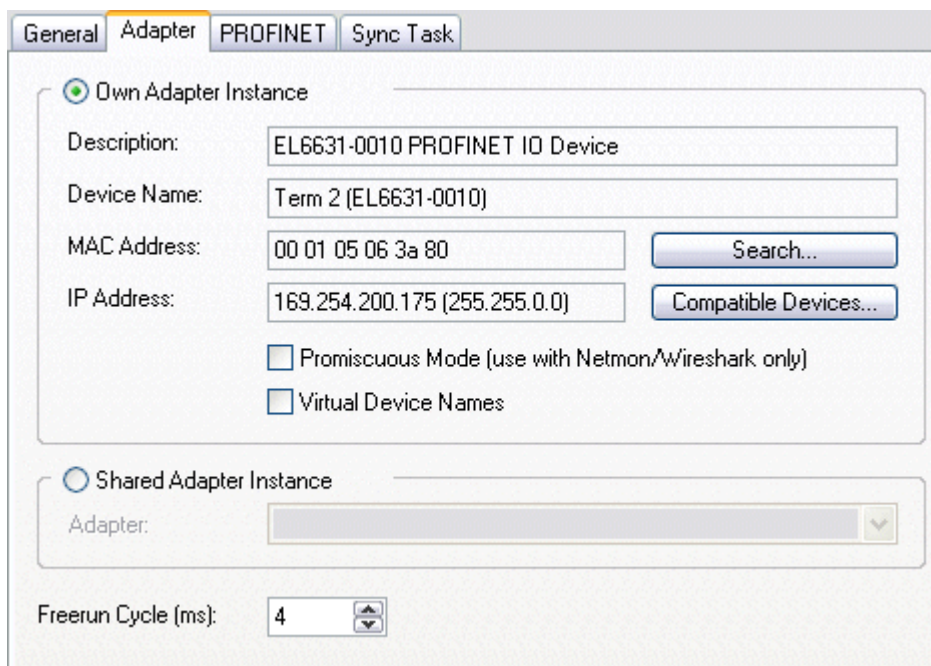 General Adapter PROFINET Sync Task
Own Adapter Instance
Description: EL6631-0010 PROFINET IO Device
Device Name: Term 2 (EL6631-0010)
MAC Address: 00 01 05 06 3a 80 Search...
IP Address: 169.254.200.175 (255.255.0.0) Compatible Devices...
Promiscuous Mode (use with Netmon/Wireshark only)
Virtual Device Names
Shared Adapter Instance
Adapter:
Freerun Cycle (ms): 4